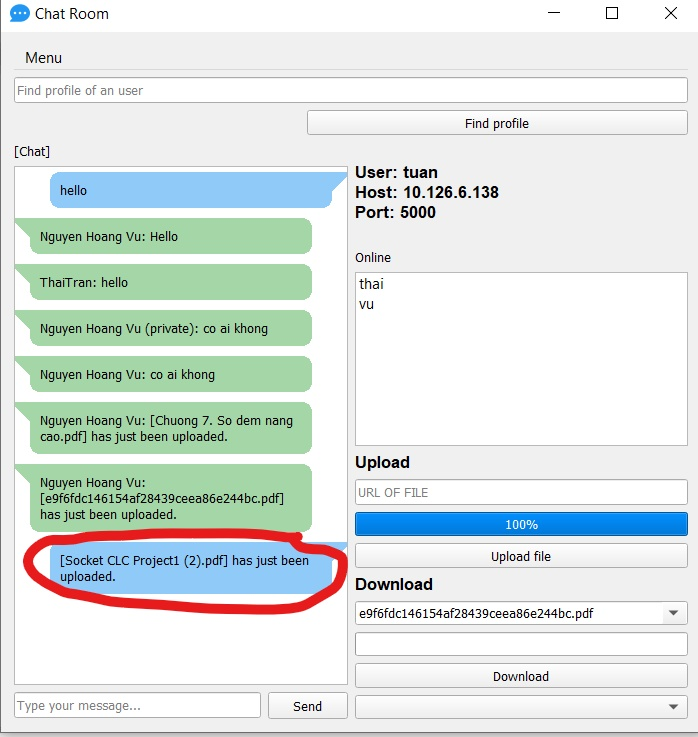 Chat Room
Menu
Find profile of an user
Find profile
[Chat]
hello
Nguyen Hoang Vu: Hello
ThaiTran: hello
Nguyen Hoang Vu (private): co ai khong
Nguyen Hoang Vu: co ai khong
Nguyen Hoang Vu: [Chuong 7. So dem nang
cao.pdf] has just been uploaded.
Nguyen Hoang Vu:
[e9f6fdc146154af28439ceea86e244bc.pdf]
has just been uploaded.
[Socket CLC Project1 (2).pdf] has just been
uploaded.
Type your message...
Send
User: tuan
Host: 10.126.6.138
Port: 5000
Online
thai
vu
Upload
URL OF FILE
100%
Upload file
Download
e9f6fdc146154af28439ceea86e244bc.pdf
Download